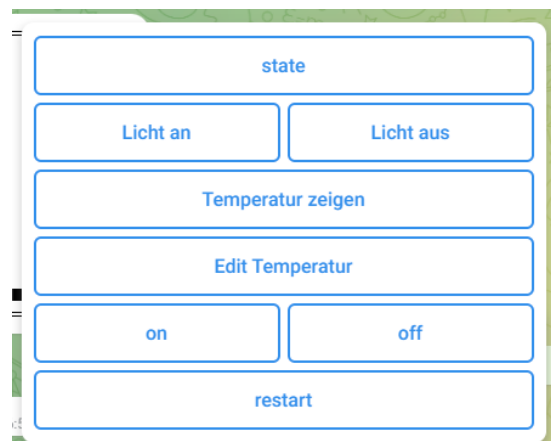 state
Licht an Licht aus
Temperatur zeigen
Edit Temperatur
on off
restart